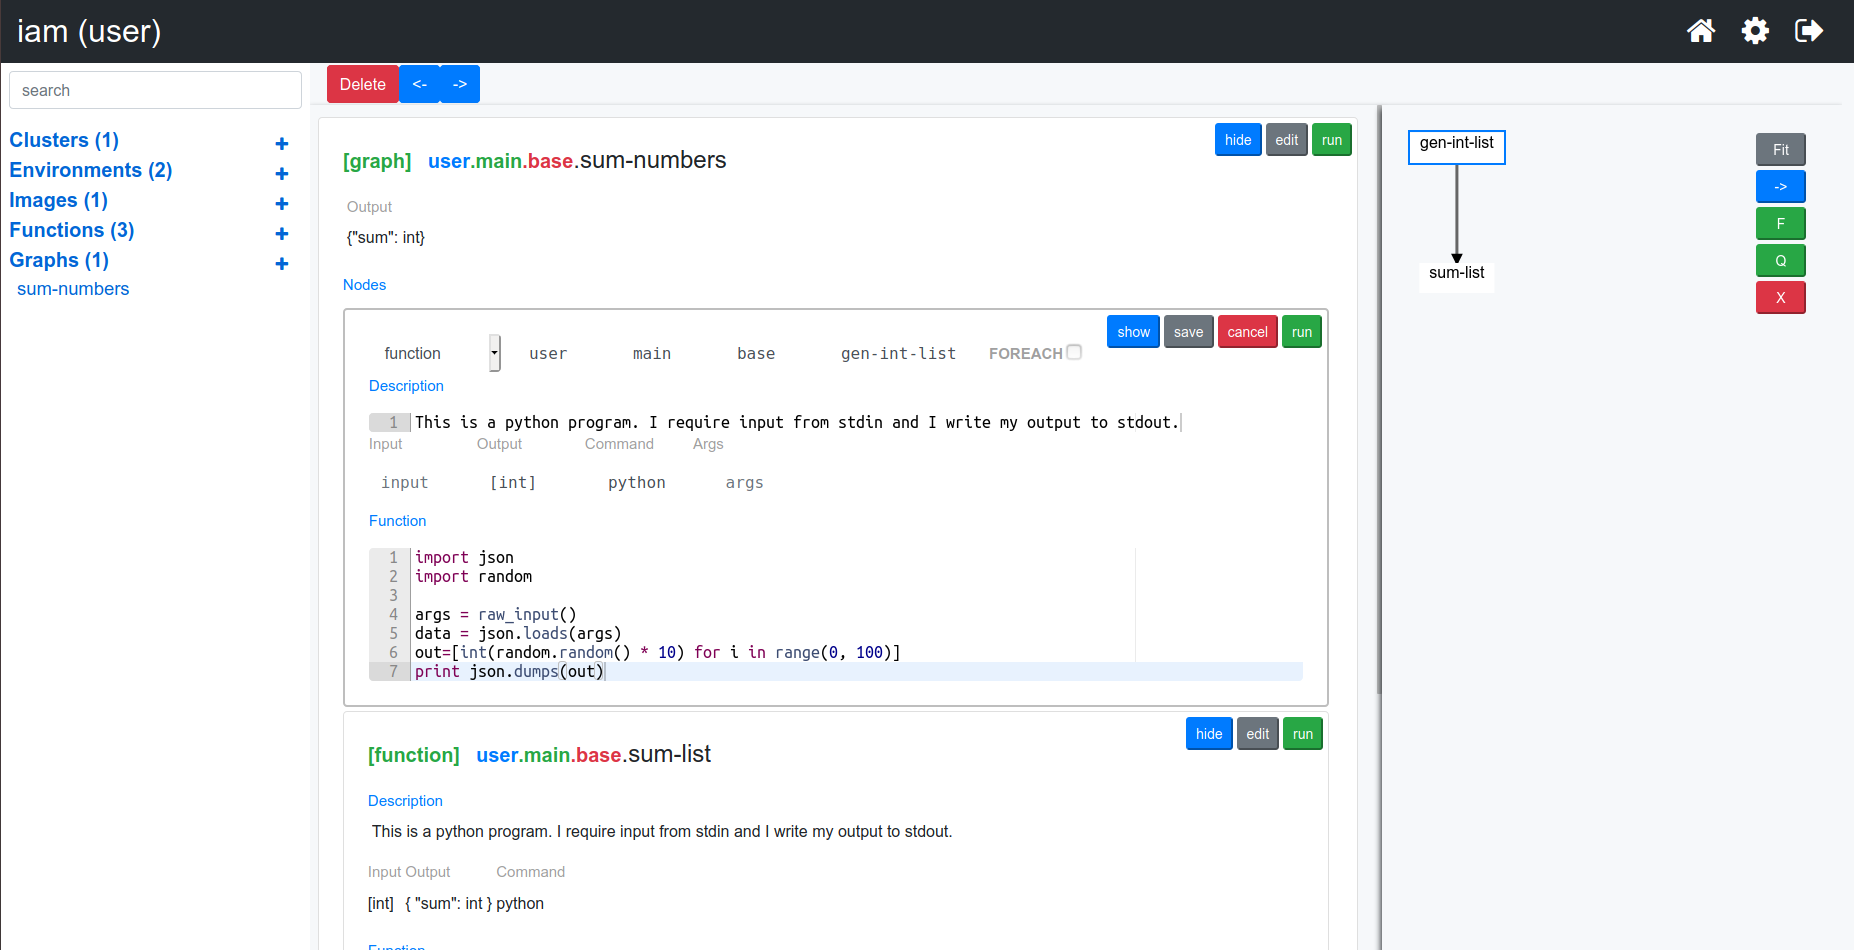 iam (user)
search
Delete <- ->
Clusters (1) +
Environments (2) +
Images (1) +
Functions (3) +
Graphs (1) +
sum-numbers
[graph] user.main.base.sum-numbers
hide edit run
Output
{"sum": int}
Nodes
show save cancel run
function user main base gen-int-list FOREACH
Description
1 This is a python program. I require input from stdin and I write my output to stdout.
Input Output Command Args
input [int] python args
Function
1 import json
2 import random
3
4 args = raw_input()
5 data = json.loads(args)
6 out=[int(random.random() * 10) for i in range(0, 100)]
7 print json.dumps(out)
hide edit run
[function] user.main.base.sum-list
Description
This is a python program. I require input from stdin and I write my output to stdout.
Input Output Command
[int] { "sum": int } python
Function
gen-int-list
sum-list
Fit
->
F
Q
X